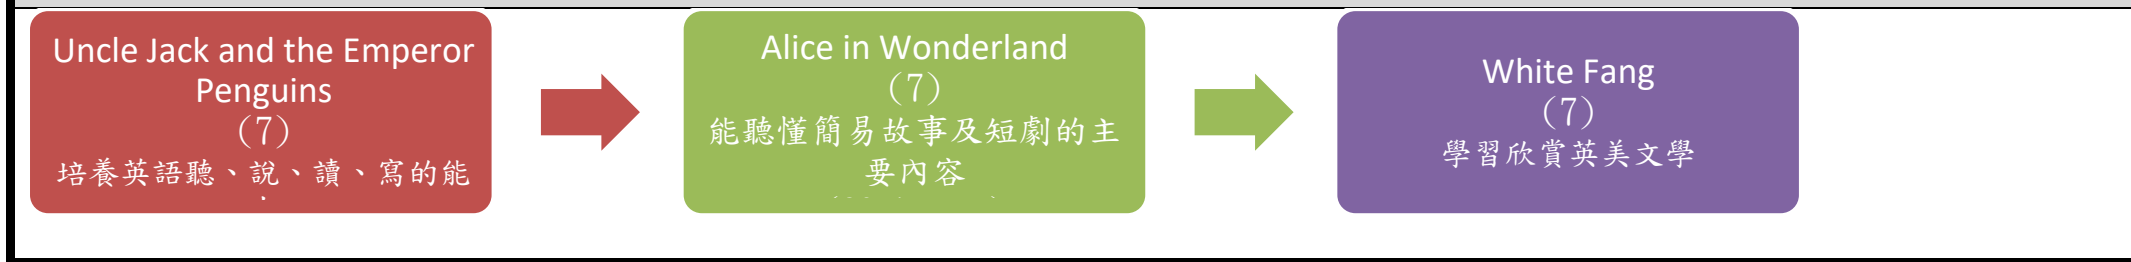 Uncle Jack and the Emperor
Penguins
(7)
培養英語聽、說、讀、寫的能
Alice in Wonderland
(7)
能聽懂簡易故事及短劇的主
要內容
White Fang
(7)
學習欣賞英美文學